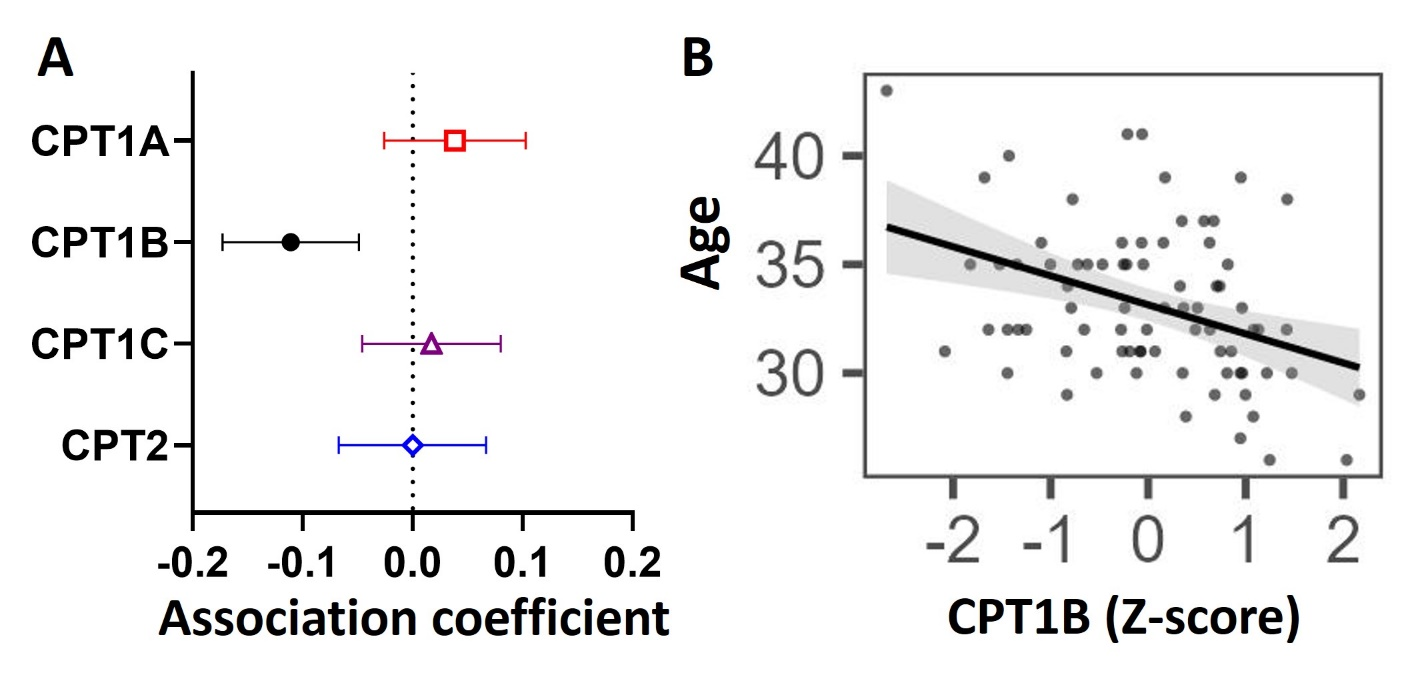 A
CPT1A
CPT1B
CPT1C
CPT2
-0.2 -0.1 0.0 0.1 0.2
Association coefficient
B
Age
40
35
30
-2 -1 0 1 2
CPT1B (Z-score)